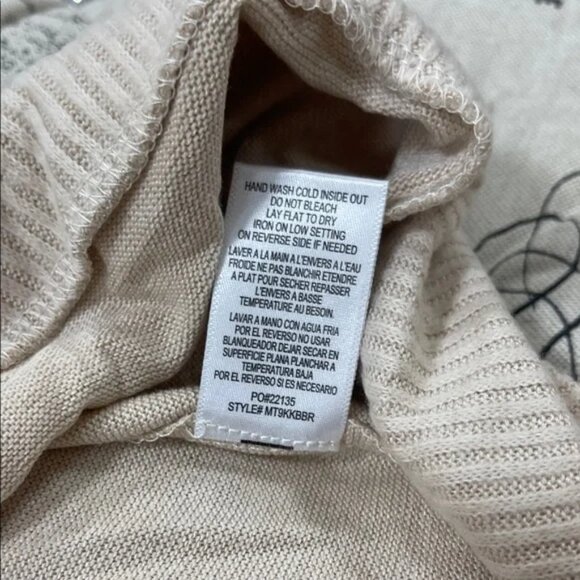 HAND WASH COLD INSIDE OUT
DO NOT BLEACH
LAY FLAT TO DRY
IRON ON LOW SETTING
ON REVERSE SIDE IF NEEDED
LAVER A LA MAIN A L'ENVERS A L'EAU
FROIDE NE PAS BLANCHIR ETENDRE
A PLAT POUR SECHER REPASSER
L'ENVERS A BASSE
TEMPERATURE AU BESOIN.
LAVAR A MANO CON AGUA FRIA
POR EL REVERSO NO USAR
BLANQUEADOR DEJAR SECAR EN
SUPERFICIE PLANA PLANCHAR A
TEMPERATURA BAJA
POR EL REVERSO SI ES NECESARIO
PO#22135
STYLE# MT9KKBBR